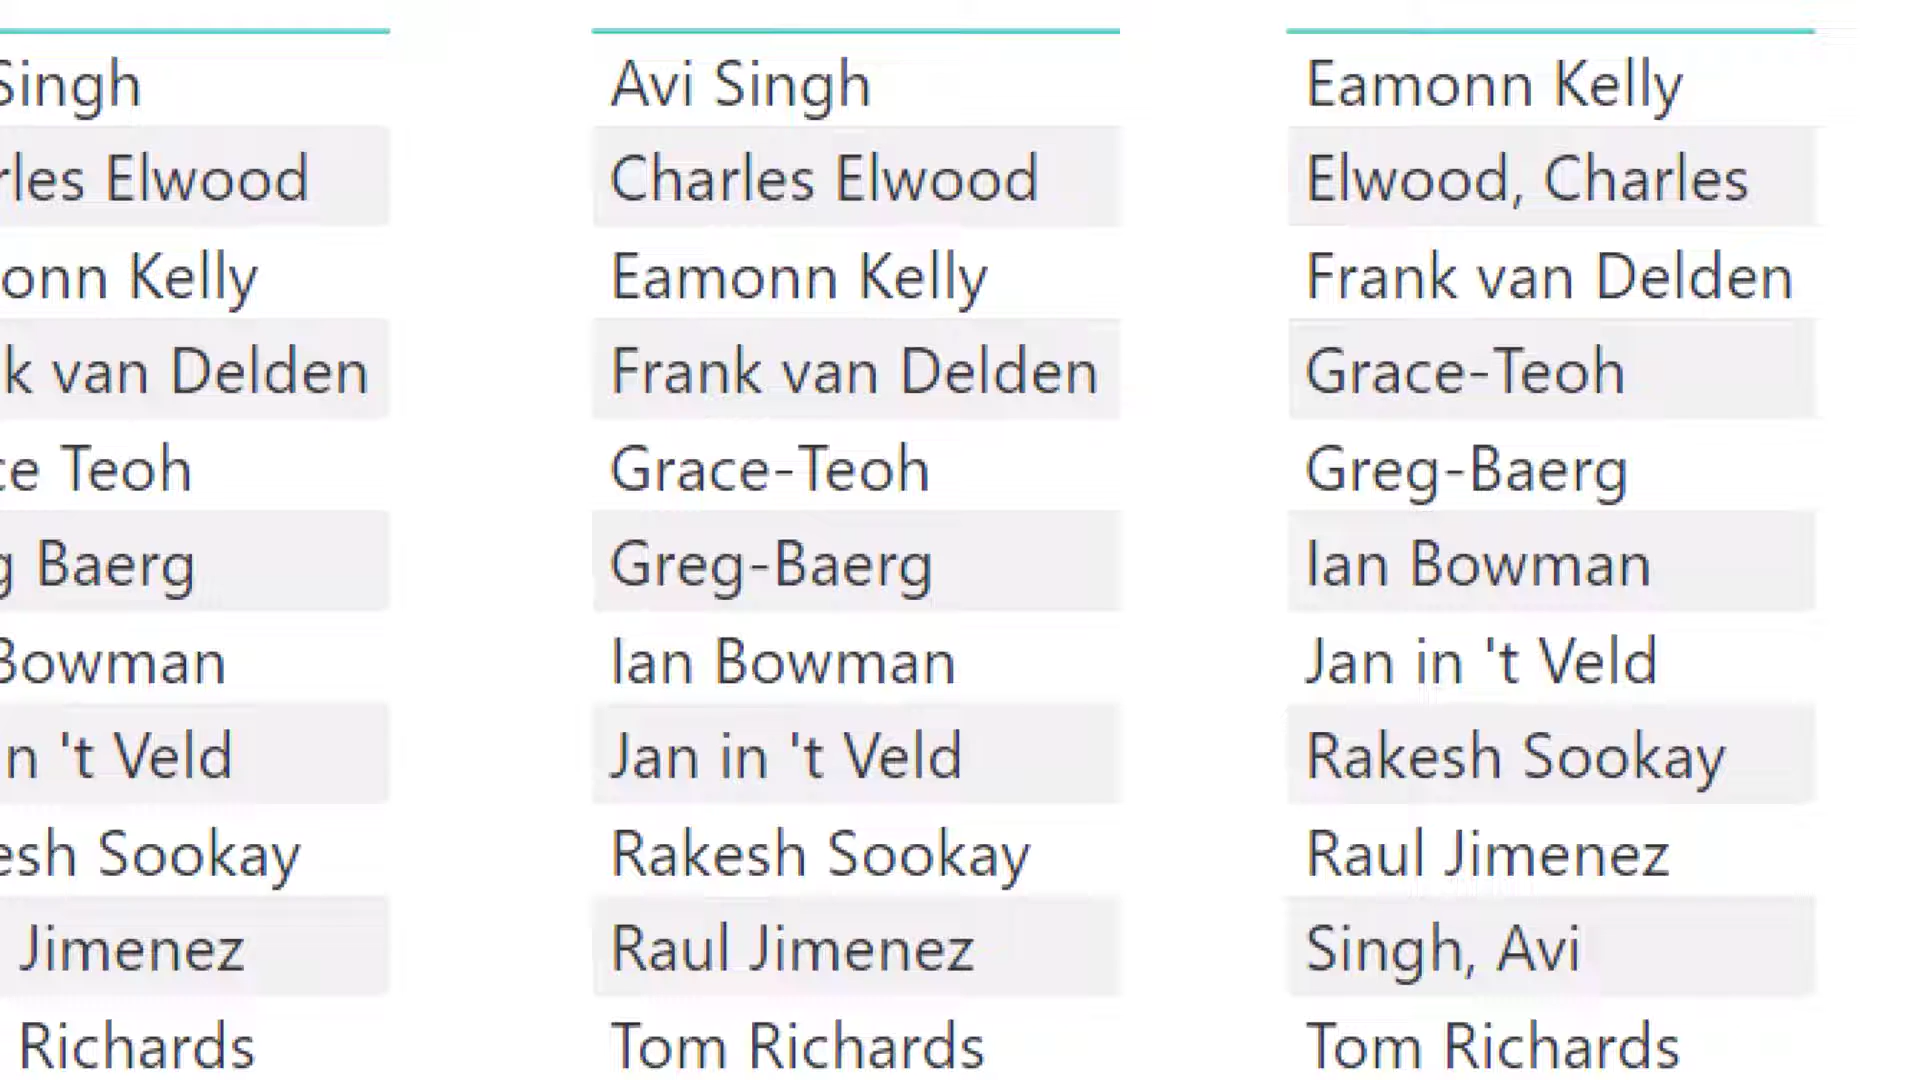 Singh
rles Elwood
onn Kelly
k van Delden
ce Teoh
g Baerg
Bowman
n 't Veld
esh Sookay
Jimenez
Richards
Avi Singh
Charles Elwood
Eamonn Kelly
Frank van Delden
Grace-Teoh
Greg-Baerg
Ian Bowman
Jan in 't Veld
Rakesh Sookay
Raul Jimenez
Tom Richards
Eamonn Kelly
Elwood, Charles
Frank van Delden
Grace-Teoh
Greg-Baerg
Ian Bowman
Jan in 't Veld
Rakesh Sookay
Raul Jimenez
Singh, Avi
Tom Richards